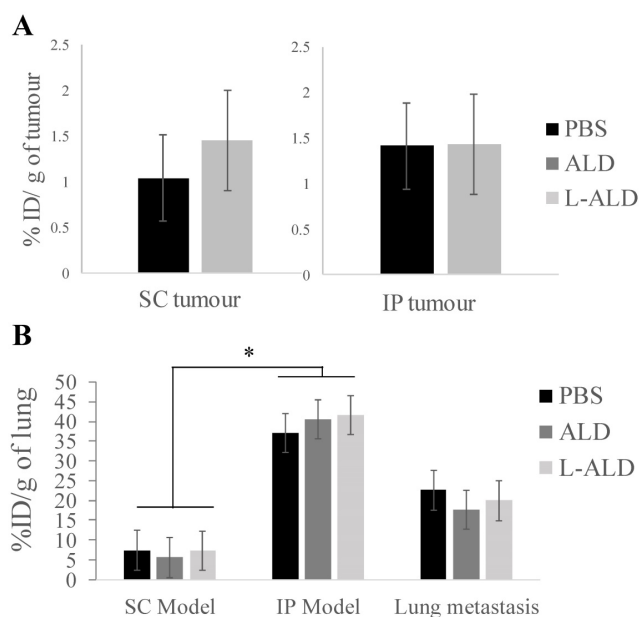 A
2.5
2
1.5
1
0.5
0
% ID/ g of tumour
SC tumour
2.5
2
1.5
1
0.5
0
IP tumour
PBS
ALD
L-ALD
B
*
50
45
40
35
30
25
20
15
10
5
0
%ID/g of lung
SC Model
IP Model
Lung metastasis
PBS
ALD
L-ALD